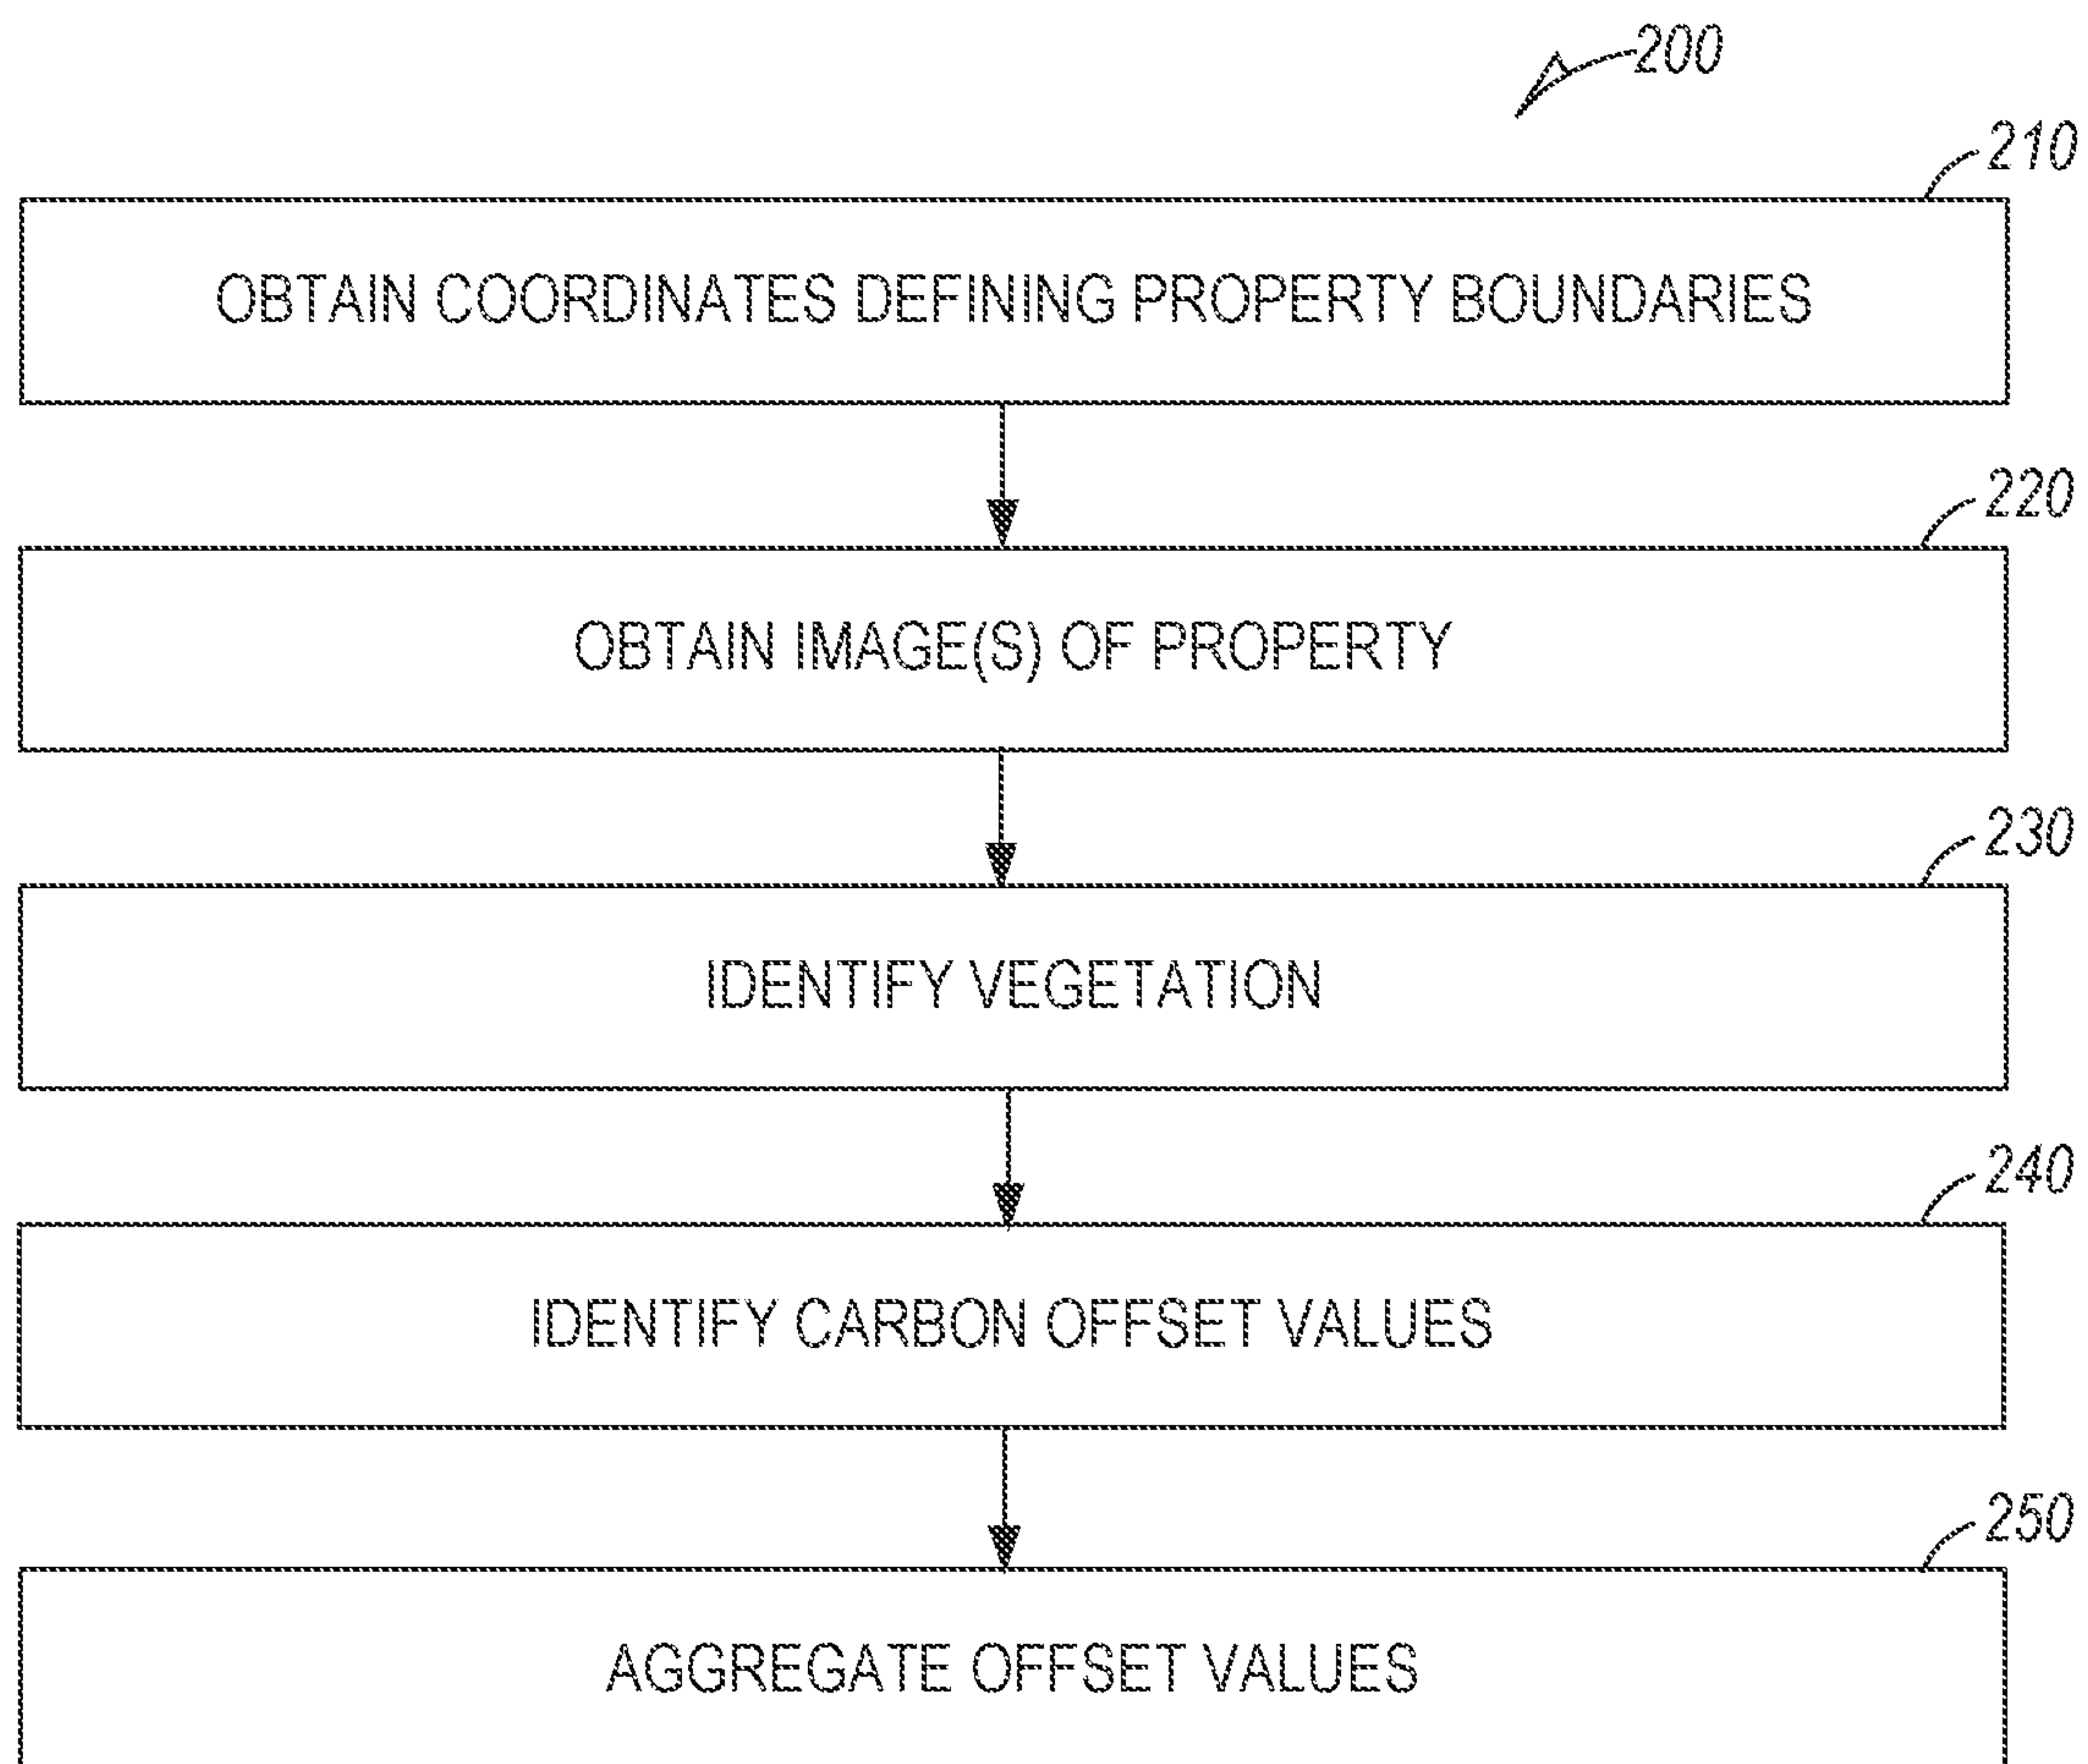 200
210
OBTAIN COORDINATES DEFINING PROPERTY BOUNDARIES
220
OBTAIN IMAGE(S) OF PROPERTY
230
IDENTIFY VEGETATION
240
IDENTIFY CARBON OFFSET VALUES
250
AGGREGATE OFFSET VALUES